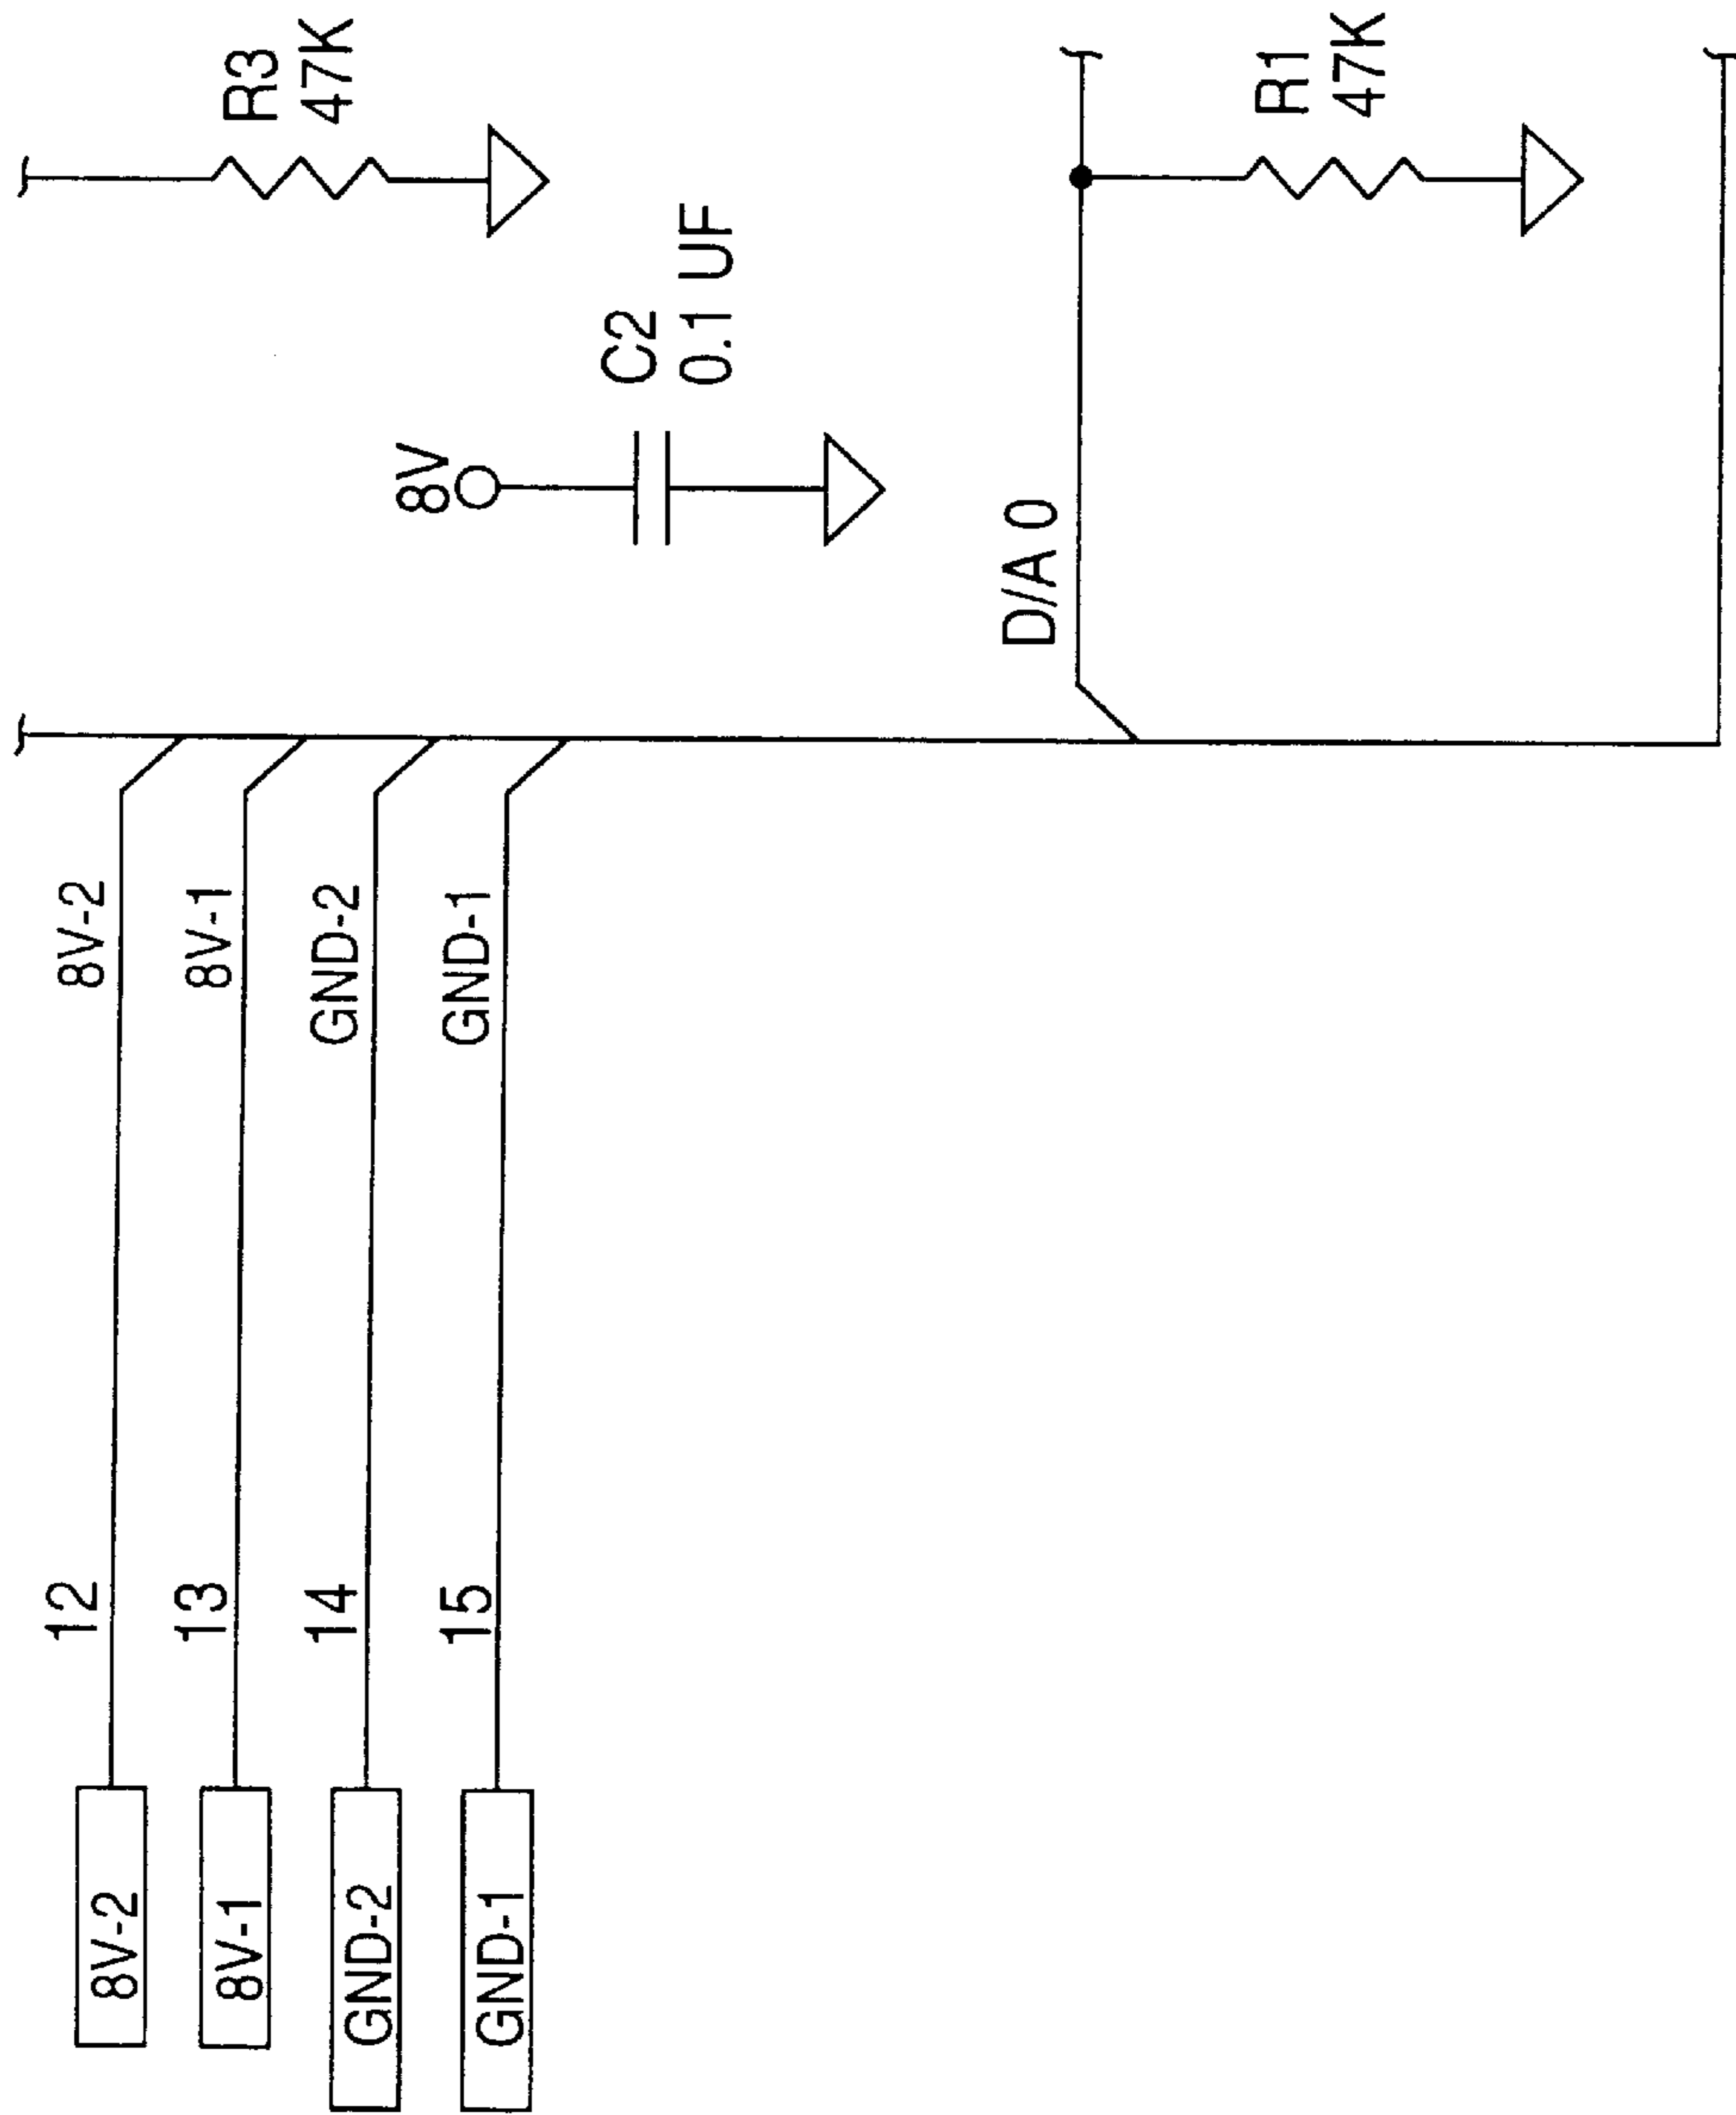 8V-2
12
8V-2
8V-1
13
8V-1
GND-2
14
GND-2
GND-1
15
GND-1
R3
47K
8V
C2
0.1 UF
D/A 0
R1
47K